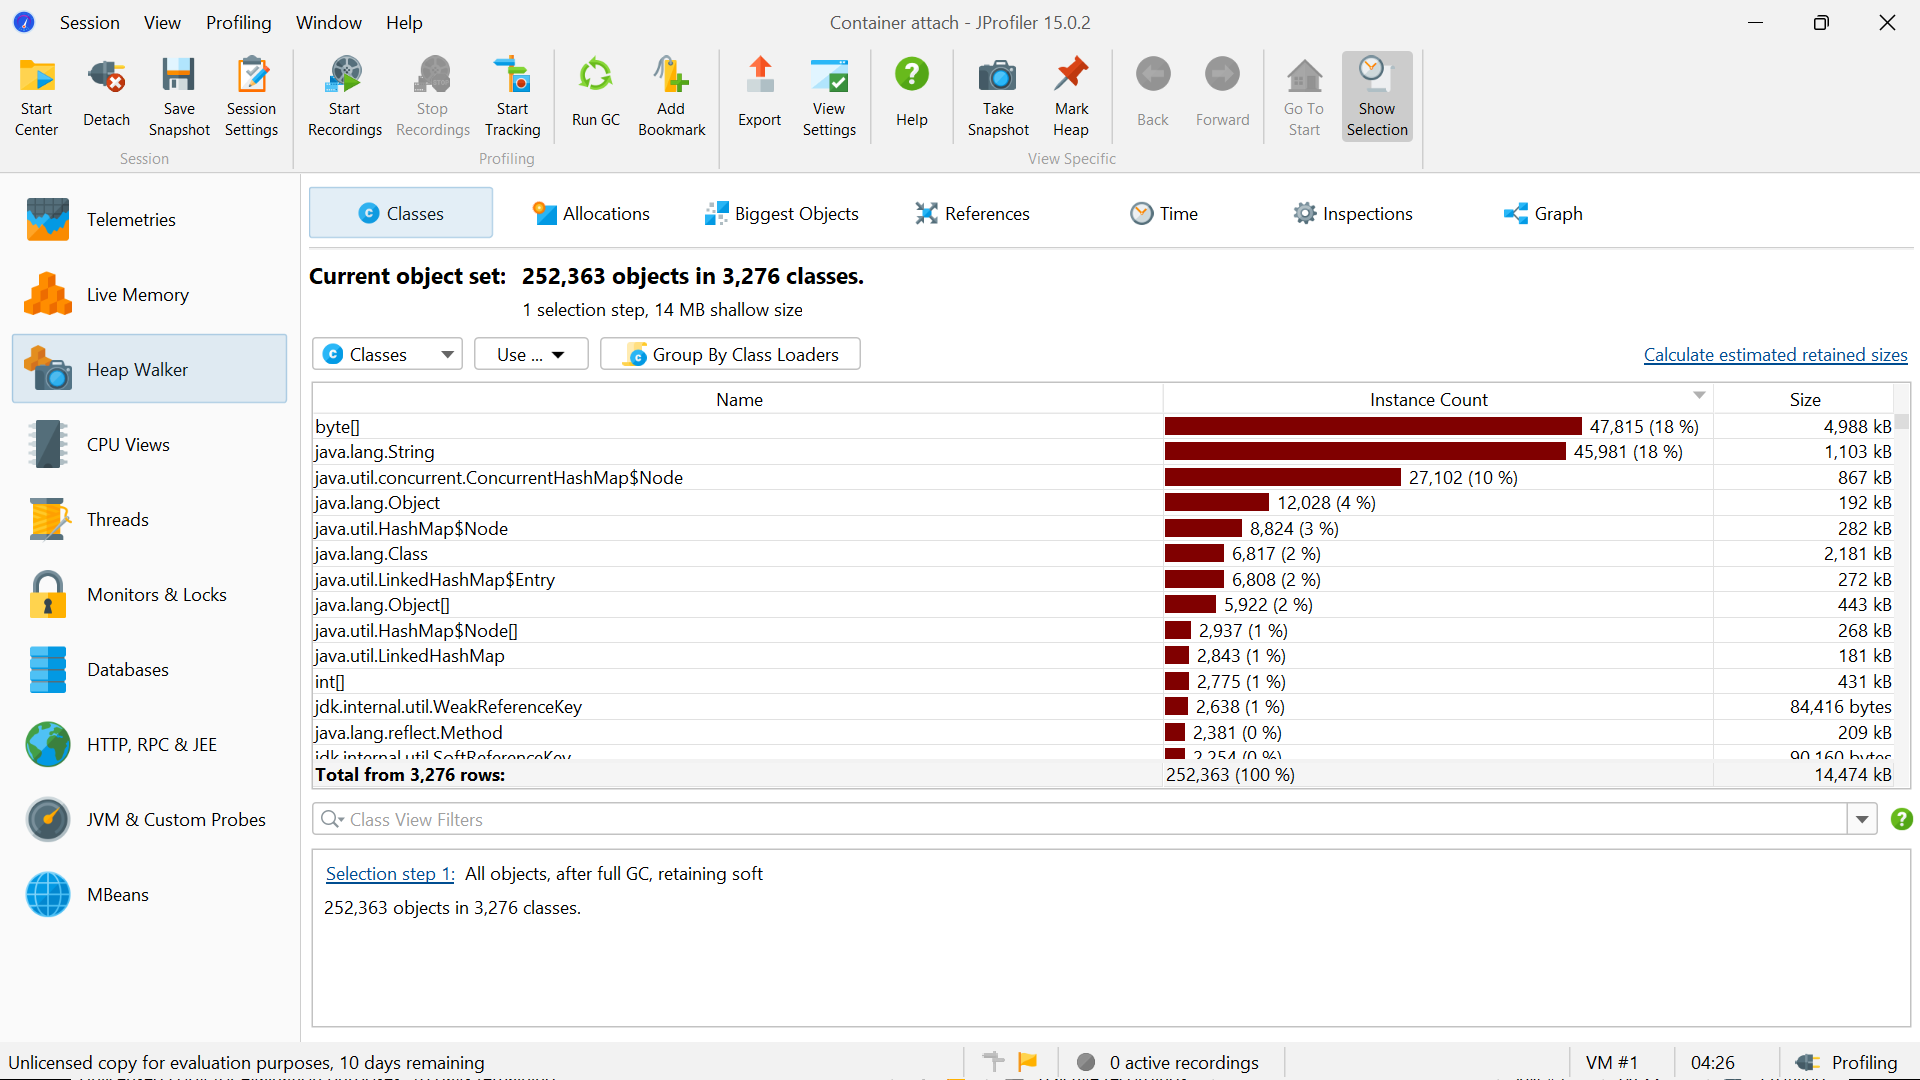 Session View Profiling Window Help
Container attach - JProfiler 15.0.2
Start Center
Detach
Save Snapshot
Session Settings
Session
Start Recordings
Stop Recordings
Start Tracking
Run GC
Add Bookmark
Profiling
Export
View Settings
Help
Take Snapshot
Mark Heap
View Specific
Back
Forward
Go To Start
Show Selection
Telemetries
Live Memory
Heap Walker
CPU Views
Threads
Monitors & Locks
Databases
HTTP, RPC & JEE
JVM & Custom Probes
MBeans
Classes Allocations Biggest Objects References Time Inspections Graph
Current object set: 252,363 objects in 3,276 classes.
1 selection step, 14 MB shallow size
Classes Use ... Group By Class Loaders Calculate estimated retained sizes
Name Instance Count Size
byte[] 47,815 (18 %) 4,988 kB
java.lang.String 45,981 (18 %) 1,103 kB
java.util.concurrent.ConcurrentHashMap$Node 27,102 (10 %) 867 kB
java.lang.Object 12,028 (4 %) 192 kB
java.util.HashMap$Node 8,824 (3 %) 282 kB
java.lang.Class 6,817 (2 %) 2,181 kB
java.util.LinkedHashMap$Entry 6,808 (2 %) 272 kB
java.lang.Object[] 5,922 (2 %) 443 kB
java.util.HashMap$Node[] 2,937 (1 %) 268 kB
java.util.LinkedHashMap 2,843 (1 %) 181 kB
int[] 2,775 (1 %) 431 kB
jdk.internal.util.WeakReferenceKey 2,638 (1 %) 84,416 bytes
java.lang.reflect.Method 2,381 (0 %) 209 kB
jdk.internal.util.SoftReferenceKey 2,254 (0 %) 90,160 bytes
Total from 3,276 rows: 252,363 (100 %) 14,474 kB
Class View Filters
Selection step 1: All objects, after full GC, retaining soft
252,363 objects in 3,276 classes.
Unlicensed copy for evaluation purposes, 10 days remaining 0 active recordings VM #1 04:26 Profiling